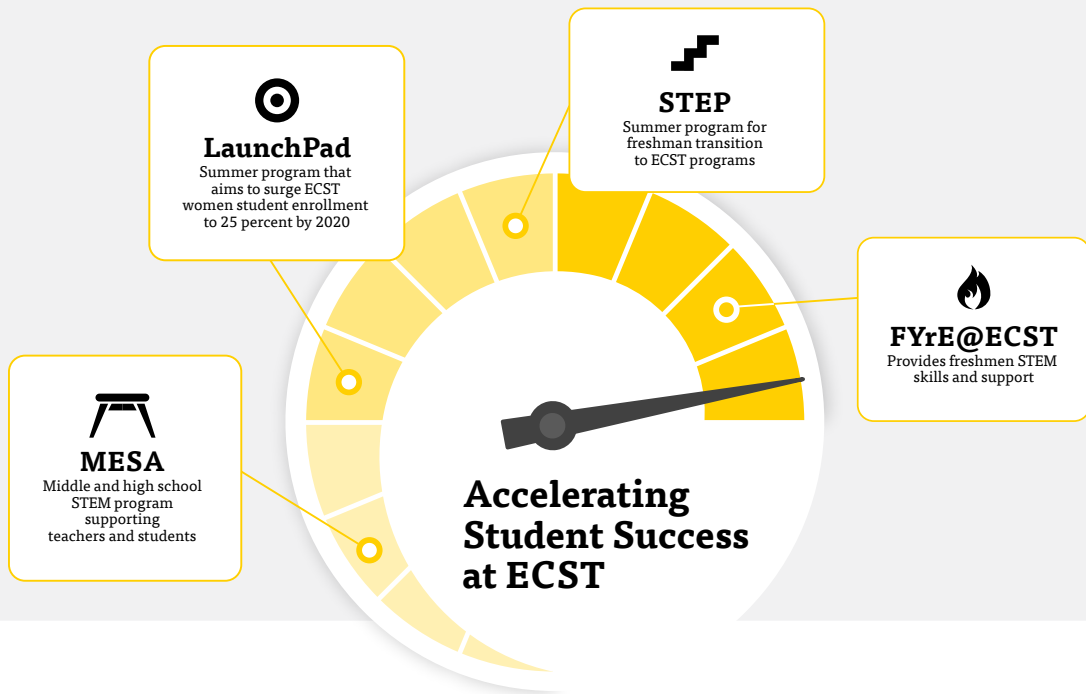 LaunchPad
Summer program that
aims to surge ECST
women student enrollment
to 25 percent by 2020
STEP
Summer program for
freshman transition
to ECST programs
FYrE@ECST
Provides freshmen STEM
skills and support
MESA
Middle and high school
STEM program
supporting
teachers and students
Accelerating
Student Success
at ECST